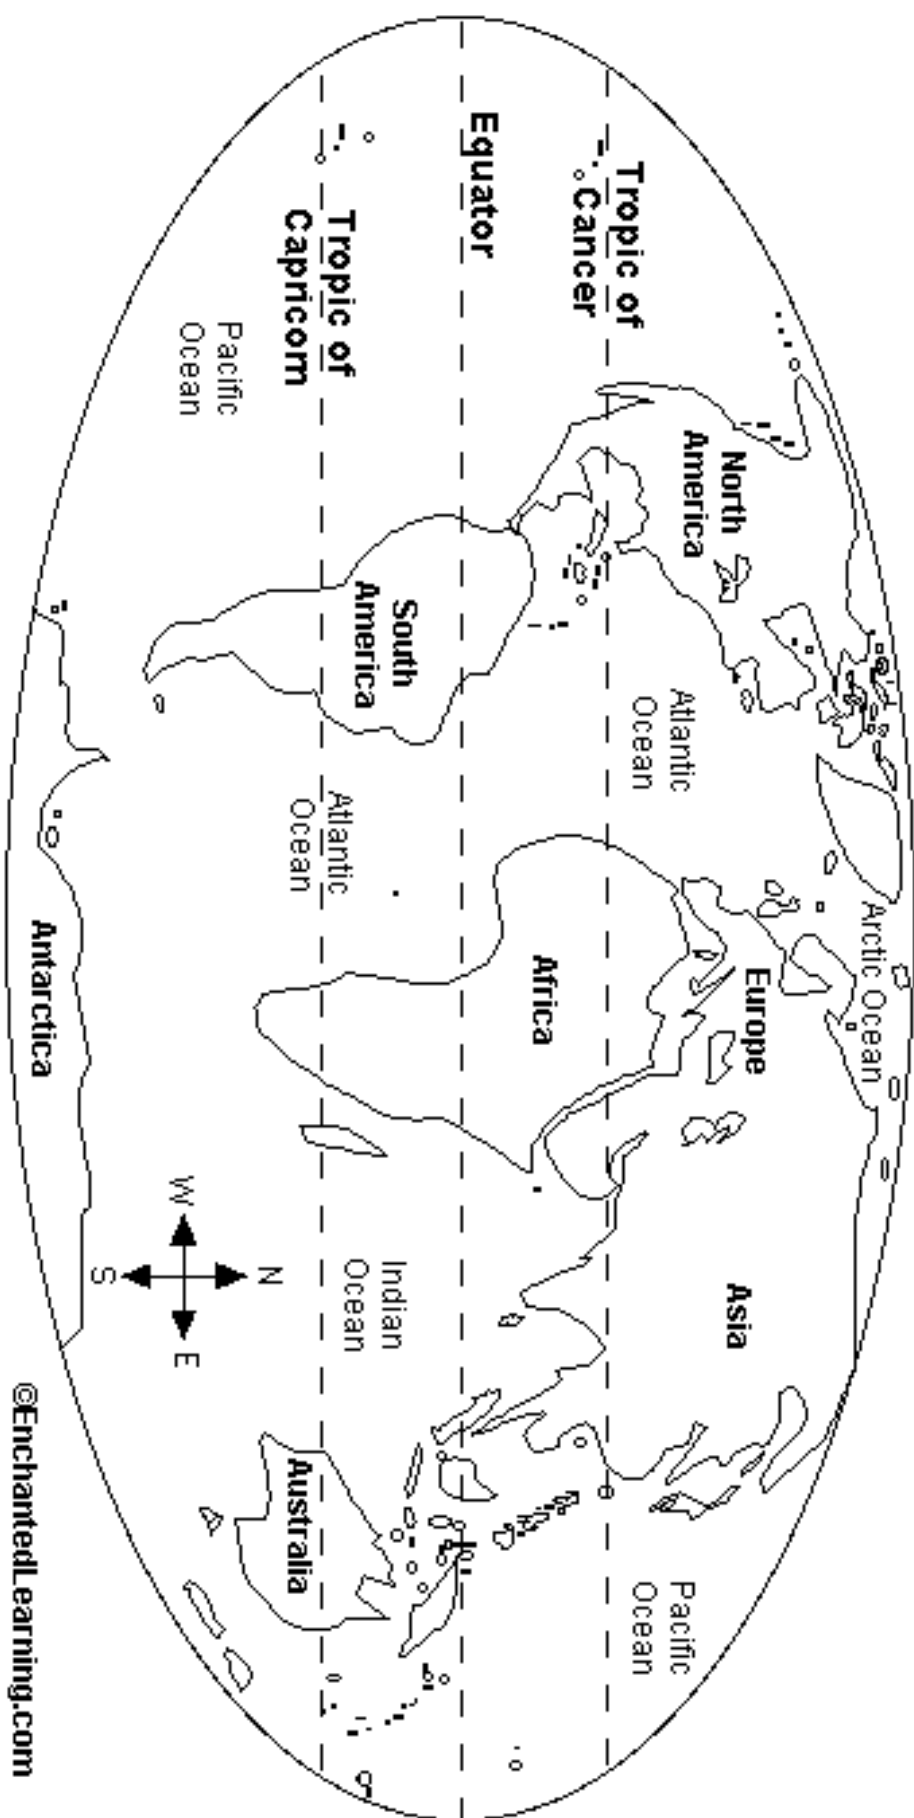 Arctic Ocean
North
America
Europe
Asia
Atlantic
Ocean
Pacific
Ocean
Tropic of
Cancer
Africa
Equator
South
America
Indian
Ocean
Tropic of
Capricorn
Atlantic
Ocean
Australia
Pacific
Ocean
N
W E
S
Antarctica
©EnchantedLearning.com